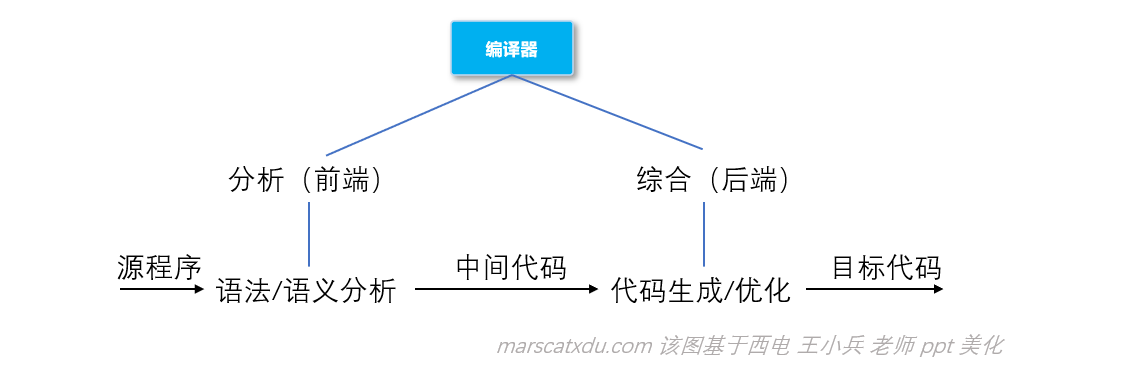 编译器
分析（前端） 综合（后端）
源程序 中间代码 目标代码
语法/语义分析 代码生成/优化
marscatxdu.com 该图基于西电 王小兵 老师 ppt 美化